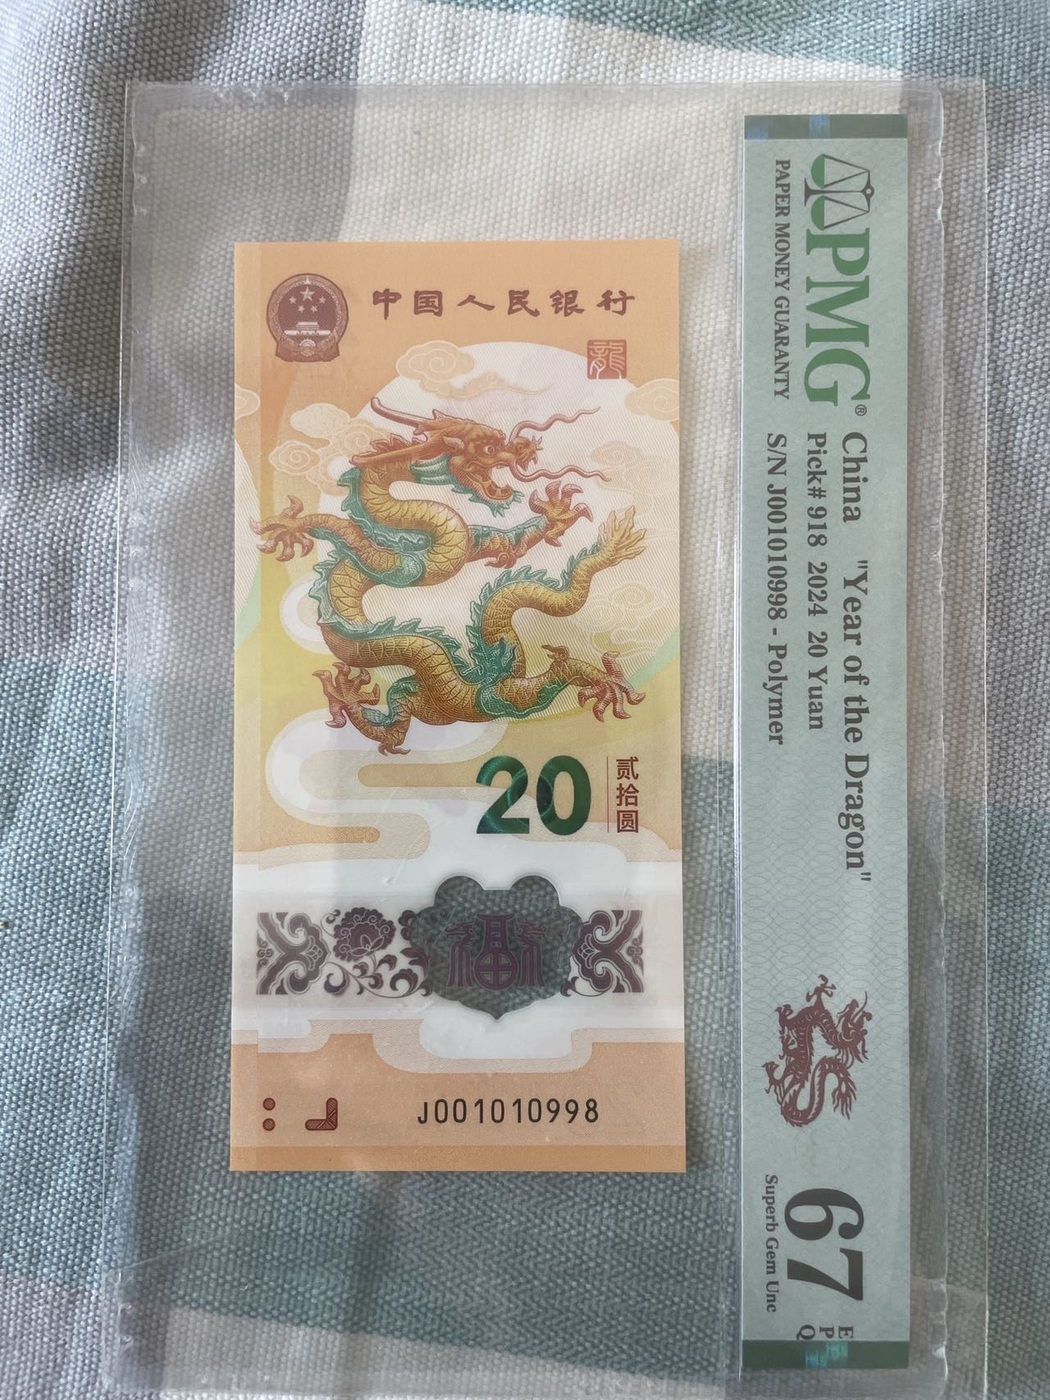 中国人民银行
龍
20
贰拾圆
福
J001010998
PMG®
PAPER MONEY GUARANTY
China "Year of the Dragon"
Pick# 918 2024 20 Yuan
S/N J001010998 - Polymer
67
EPQ
Superb Gem Unc